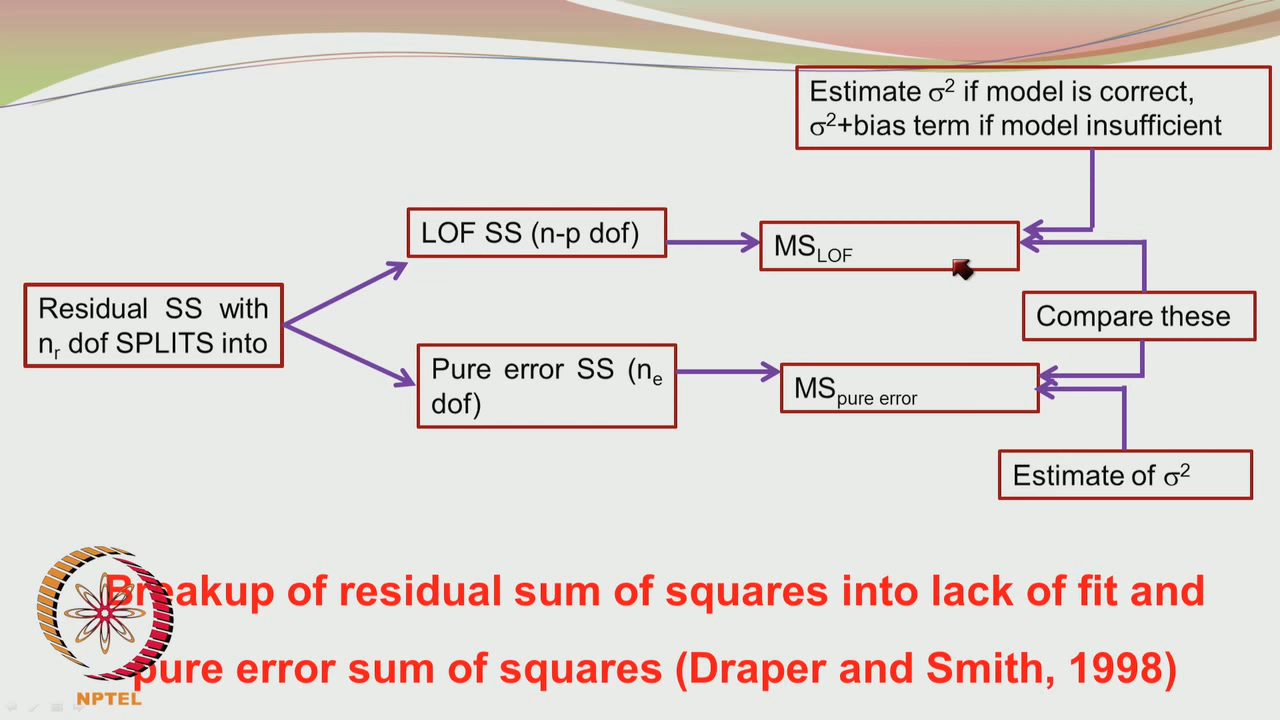 Estimate σ² if model is correct,
σ²+bias term if model insufficient
LOF SS (n-p dof)
MS_LOF
Residual SS with
n_r dof SPLITS into
Compare these
Pure error SS (n_e
dof)
MS_pure error
Estimate of σ²
Breakup of residual sum of squares into lack of fit and
pure error sum of squares (Draper and Smith, 1998)
NPTEL